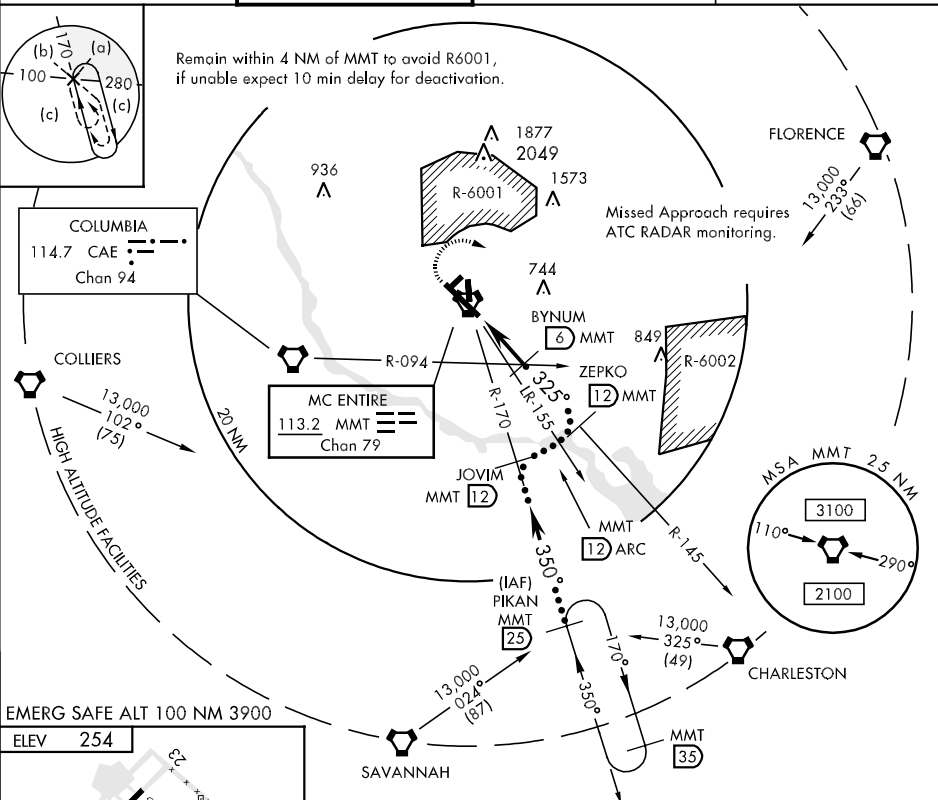 170
(b)
(a)
100
280
(c)
(c)
Remain within 4 NM of MMT to avoid R6001,
if unable expect 10 min delay for deactivation.
FLORENCE
13,000
233°
(66)
1877
2049
936
1573
R-6001
Missed Approach requires
ATC RADAR monitoring.
COLUMBIA
114.7 CAE
Chan 94
744
BYNUM
6 MMT
849
R-6002
COLLIERS
13,000
102°
(75)
R-094
ZEPKO
12 MMT
325°
MC ENTIRE
113.2 MMT
Chan 79
R-170
LR-155
20 NM
HIGH ALTITUDE FACILITIES
JOVIM
MMT 12
MMT
12 ARC
R-145
MSA MMT 25 NM
3100
110°
290°
2100
350°
(IAF)
PIKAN
MMT
25
13,000
325°
(49)
CHARLESTON
170°
350°
13,000
024°
(87)
MMT
35
SAVANNAH
EMERG SAFE ALT 100 NM 3900
ELEV 254
23